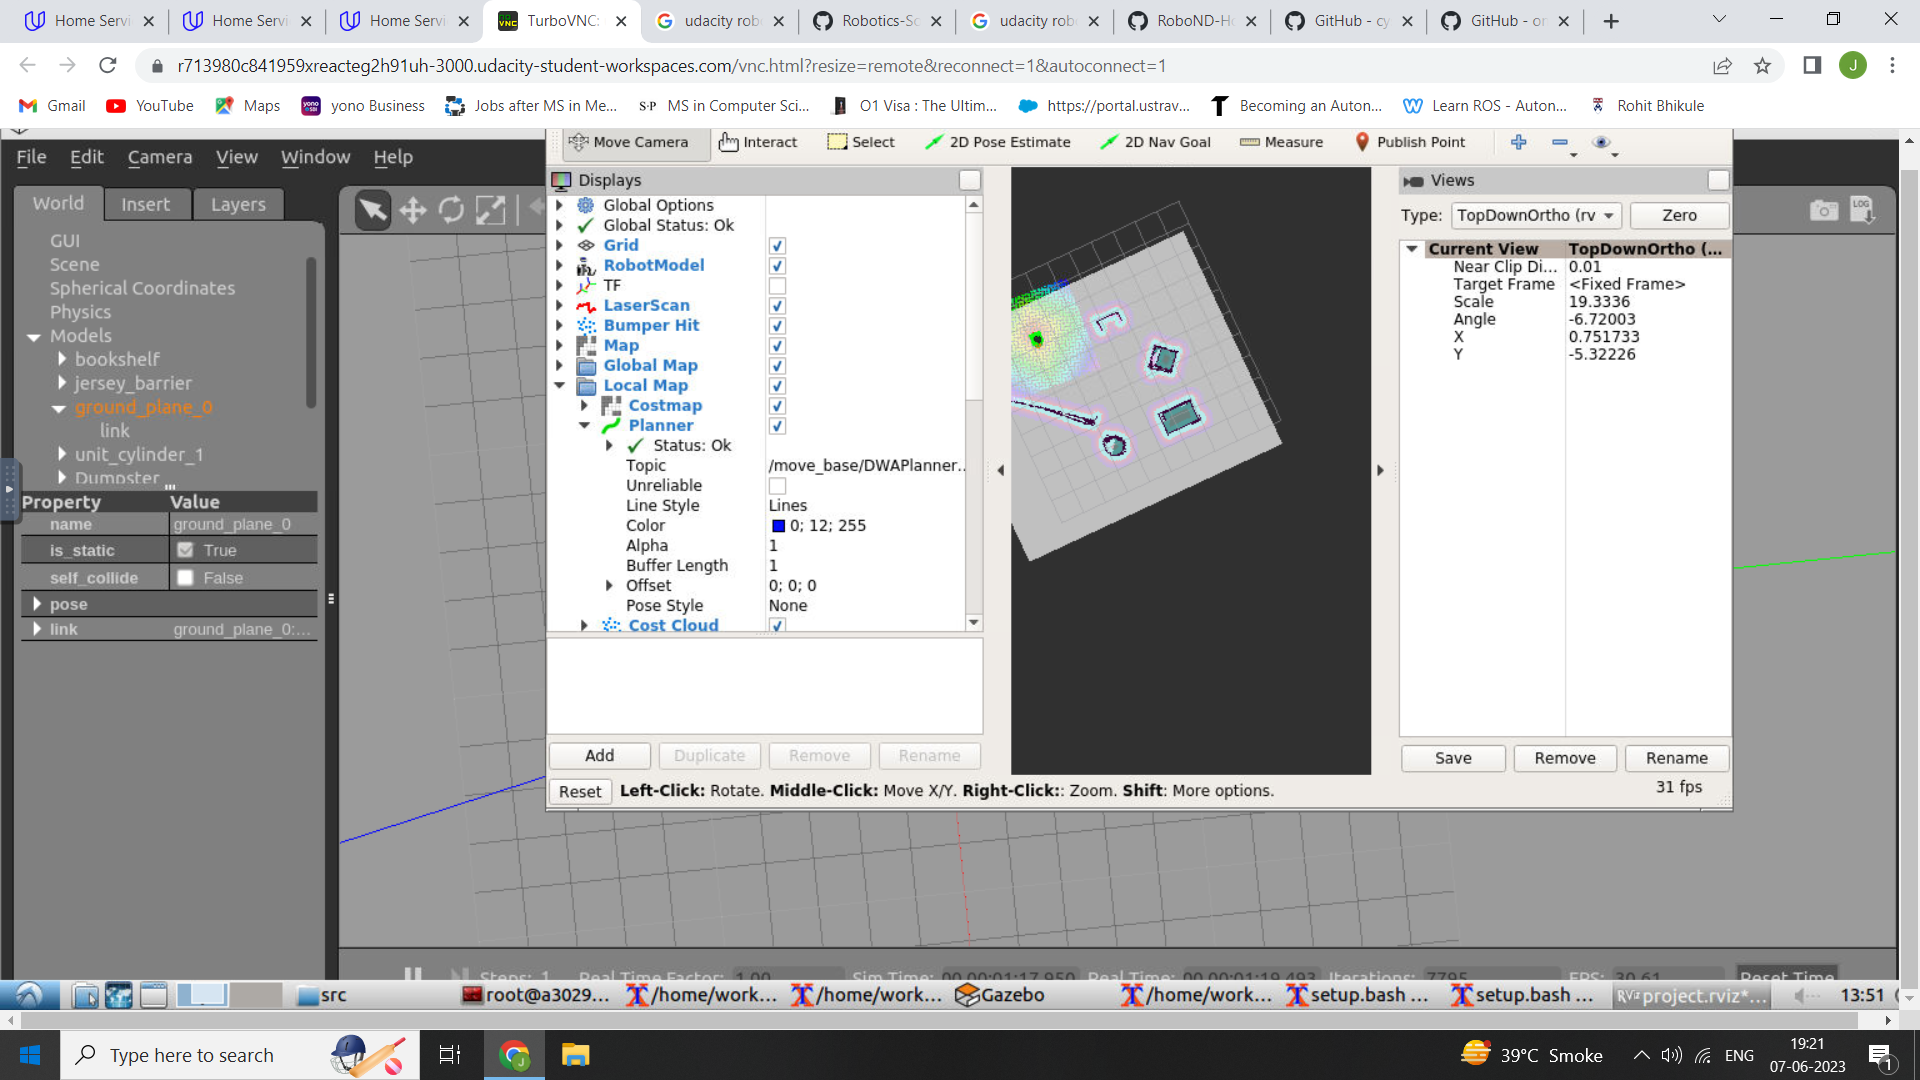 Home Servi
Home Servi
Home Servi
TurboVNC:
udacity rob
Robotics-So
udacity rob
RoboND-Ho
GitHub - cy
GitHub - or
r713980c841959xreacteg2h91uh-3000.udacity-student-workspaces.com/vnc.html?resize=remote&reconnect=1&autoconnect=1
J
Gmail
YouTube
Maps
yono Business
Jobs after MS in Me...
MS in Computer Sci...
O1 Visa : The Ultim...
https://portal.ustrav...
Becoming an Auton...
Learn ROS - Auton...
Rohit Bhikule
File Edit Camera View Window Help
World Insert Layers
GUI
Scene
Spherical Coordinates
Physics
Models
bookshelf
jersey_barrier
ground_plane_0
link
unit_cylinder_1
Dumpster
Property Value
name ground_plane_0
is_static True
self_collide False
pose
link ground_plane_0:...
Move Camera Interact Select 2D Pose Estimate 2D Nav Goal Measure Publish Point
Displays
Global Options
Global Status: Ok
Grid
RobotModel
TF
LaserScan
Bumper Hit
Map
Global Map
Local Map
Costmap
Planner
Status: Ok
Topic /move_base/DWAPlanner...
Unreliable
Line Style Lines
Color 0; 12; 255
Alpha 1
Buffer Length 1
Offset 0; 0; 0
Pose Style None
Cost Cloud
Add Duplicate Remove Rename
Reset Left-Click: Rotate. Middle-Click: Move X/Y. Right-Click:: Zoom. Shift: More options.
31 fps
Views
Type: TopDownOrtho (rv Zero
Current View TopDownOrtho (...
Near Clip Di... 0.01
Target Frame <Fixed Frame>
Scale 19.3336
Angle -6.72003
X 0.751733
Y -5.32226
Save Remove Rename
LOG
Steps: 1 Real Time Factor: 1.00 Sim Time: 00 00:01:17.950 Real Time: 00 00:01:19.493 Iterations: 7795 FPS: 30.61 Reset Time
src
root@a3029...
/home/work...
/home/work...
Gazebo
/home/work...
setup.bash ...
setup.bash ...
RViz project.rviz*...
13:51
Type here to search
39°C Smoke
ENG
19:21
07-06-2023
1